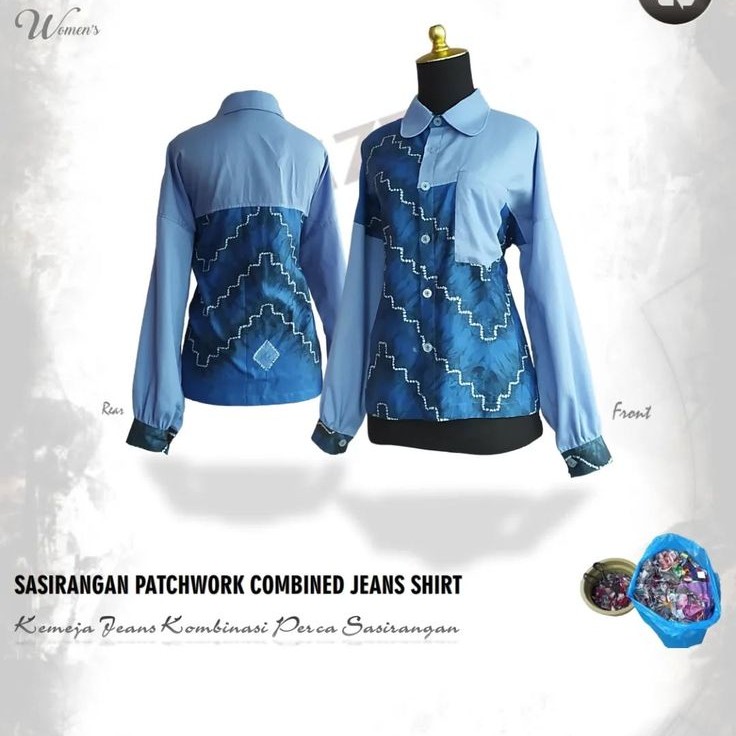 Women's
Rear
Front
SASIRANGAN PATCHWORK COMBINED JEANS SHIRT
Kemeja Jeans Kombinasi Perca Sasirangan